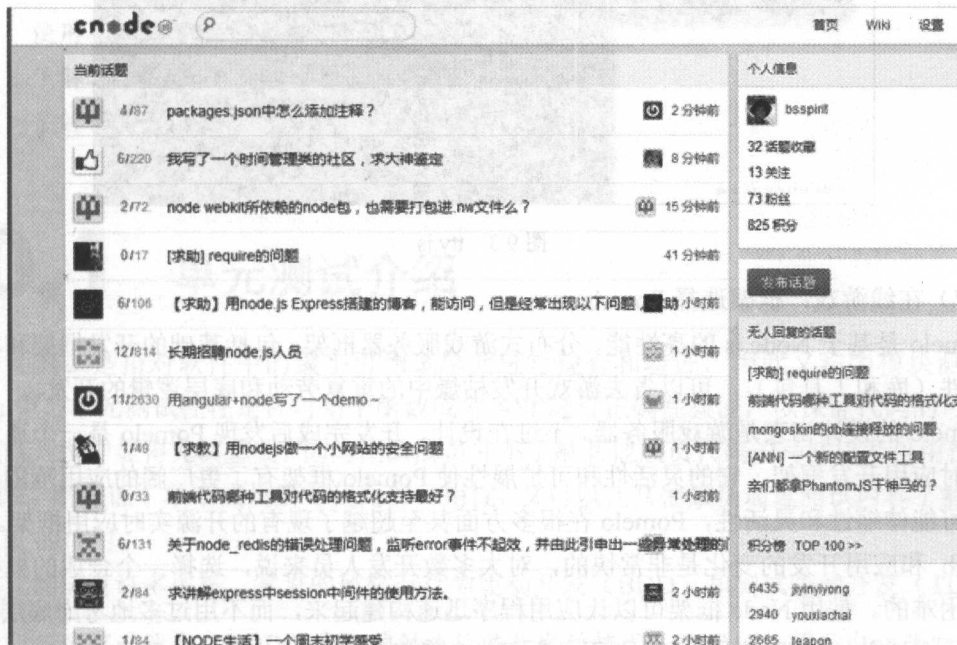 cnode
首页 Wiki 设置
当前话题
4/87 packages.json中怎么添加注释？ 2 分钟前
6/220 我写了一个时间管理类的社区，求大神鉴定 8 分钟前
2/72 node webkit所依赖的node包，也需要打包进.nw文件么？ 15 分钟前
0/17 [求助] require的问题 41 分钟前
6/106 【求助】用node.js Express搭建的博客，能访问，但是经常出现以下问题， 小时前
12/814 长期招聘node.js人员 1 小时前
11/2630 用angular+node写了一个demo～ 1 小时前
1/49 【求教】用nodejs做一个小网站的安全问题 1 小时前
0/33 前端代码哪种工具对代码的格式化支持最好？ 1 小时前
6/131 关于node_redis的错误处理问题，监听error事件不起效，并由此引申出一些异常处理的
2/84 求讲解express中session中间件的使用方法。 2 小时前
1/84 【NODE生活】一个周末初学感受 2 小时前
个人信息
bsspirit
32 话题收藏
13 关注
73 粉丝
825 积分
发布话题
无人回复的话题
[求助] require的问题
前端代码哪种工具对代码的格式化支
mongoskin的db连接释放的问题
[ANN] 一个新的配置文件工具
亲们都拿PhantomJS干神马的？
积分榜 TOP 100 >>
6435 jiyinyiyong
2940 youxiachai
2665 leapon